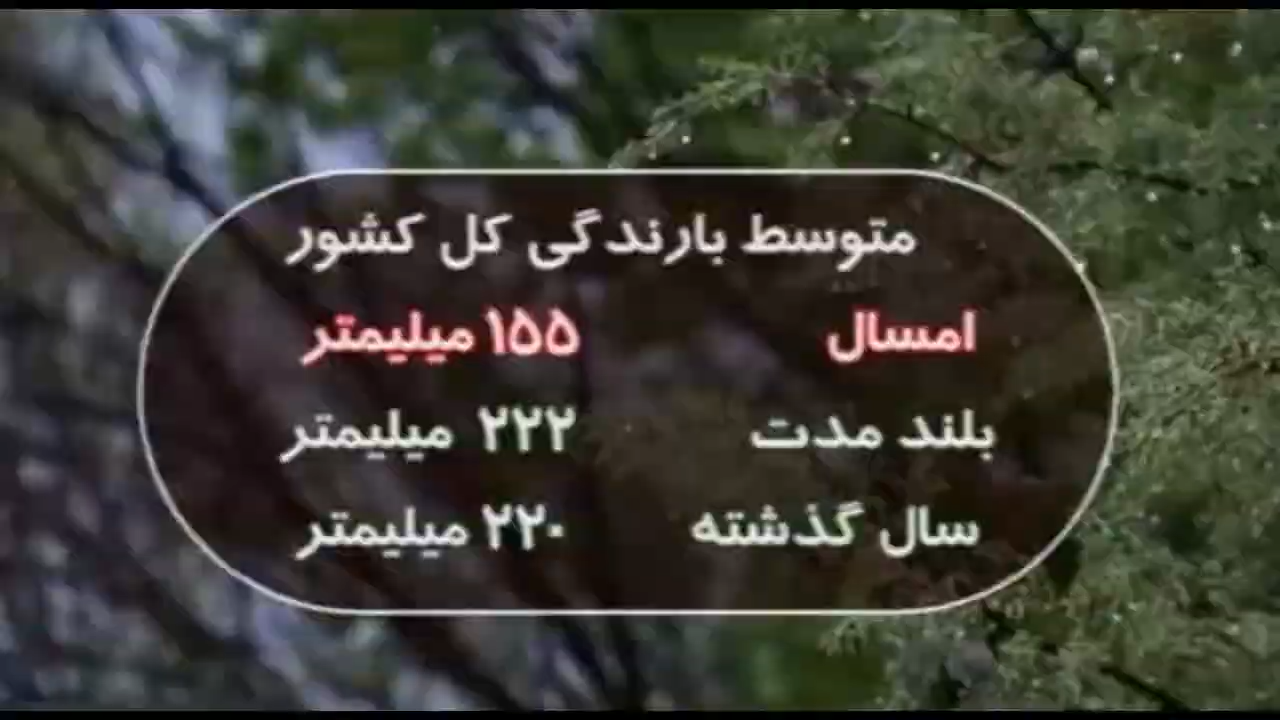 متوسط بارندگی کل کشور
امسال ۱۵۵ میلیمتر
بلند مدت ۲۲۲ میلیمتر
سال گذشته ۲۲۰ میلیمتر